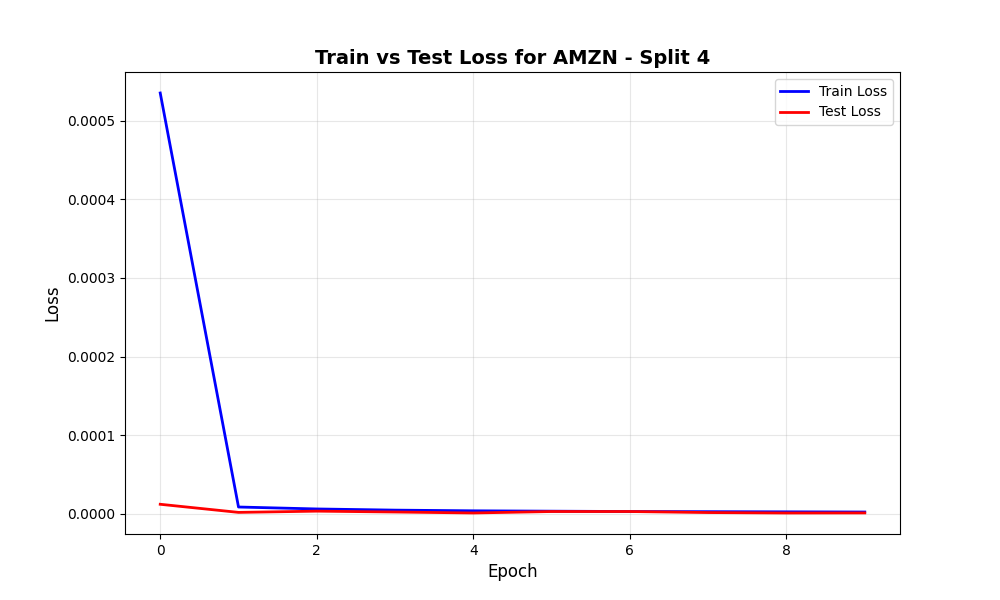 Train vs Test Loss for AMZN - Split 4
Train Loss
Test Loss
0.0005
0.0004
0.0003
0.0002
0.0001
0.0000
Loss
0 2 4 6 8
Epoch